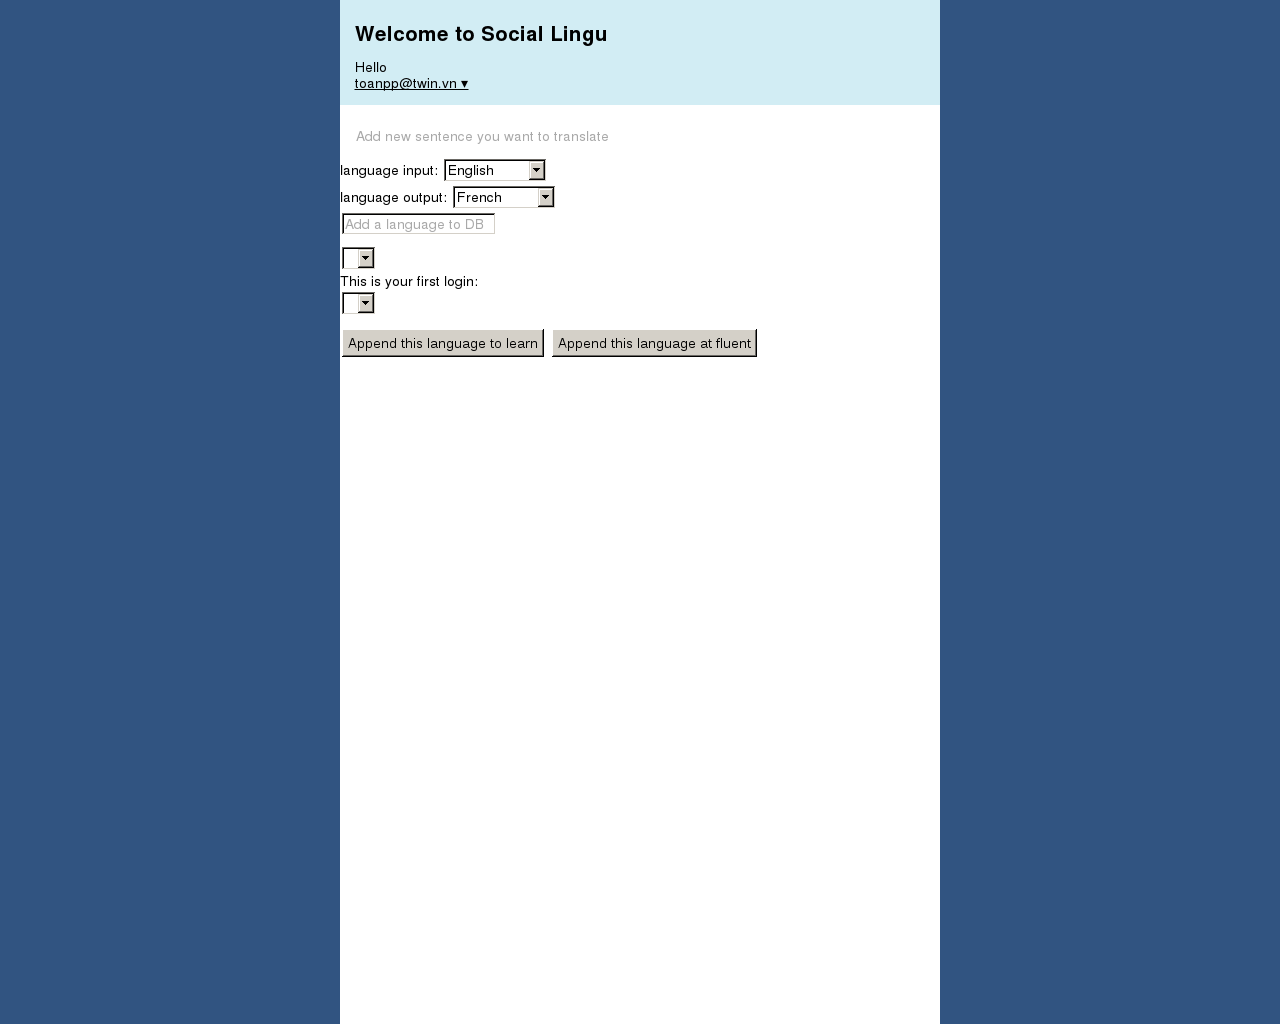 Welcome to Social Lingu
Hello
toanpp@twin.vn ▾
Add new sentence you want to translate
language input: English
language output: French
Add a language to DB
This is your first login:
Append this language to learn Append this language at fluent